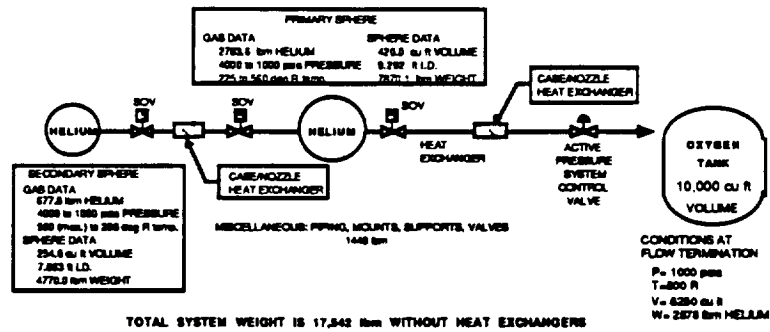 PRIMARY SPHERE
GAS DATA
lbm HELIUM
4000 to 1000 psia PRESSURE
225 to 560 deg R temp.
SPHERE DATA
cu ft VOLUME
ft I.D.
lbm WEIGHT
CASE/NOZZLE
HEAT EXCHANGER
SOV
SOV
SOV
HELIUM
HELIUM
HEAT
EXCHANGER
ACTIVE
PRESSURE
SYSTEM
CONTROL
VALVE
OXYGEN
TANK
10,000 cu ft
VOLUME
SECONDARY SPHERE
GAS DATA
lbm HELIUM
4000 to 1000 psia PRESSURE
(max.) to deg R temp.
SPHERE DATA
cu ft VOLUME
ft I.D.
lbm WEIGHT
CASE/NOZZLE
HEAT EXCHANGER
MISCELLANEOUS: PIPING, MOUNTS, SUPPORTS, VALVES
lbm
CONDITIONS AT
FLOW TERMINATION
P= 1000 psia
T= R
V= cu ft
W= lbm HELIUM
TOTAL SYSTEM WEIGHT IS 17,542 lbm WITHOUT HEAT EXCHANGERS